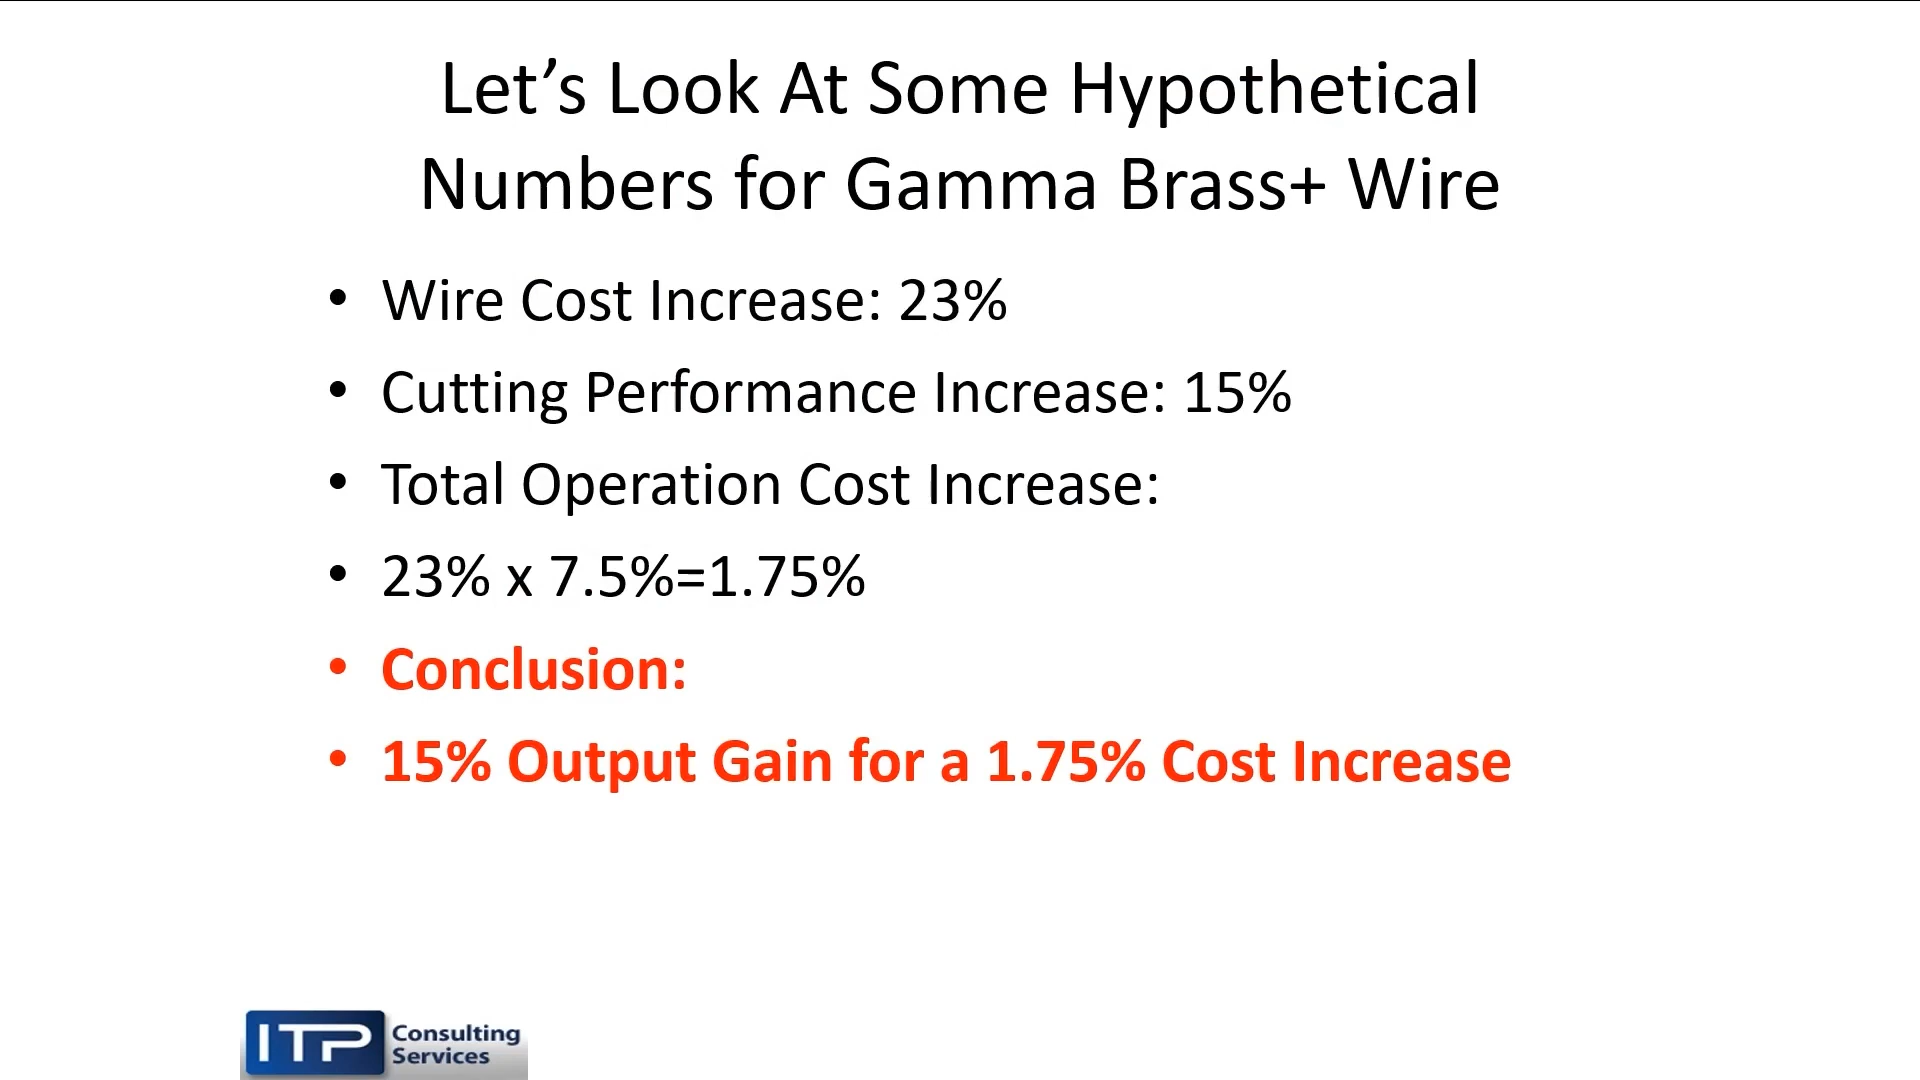 Let’s Look At Some Hypothetical
Numbers for Gamma Brass+ Wire
• Wire Cost Increase: 23%
• Cutting Performance Increase: 15%
• Total Operation Cost Increase:
• 23% x 7.5%=1.75%
• Conclusion:
• 15% Output Gain for a 1.75% Cost Increase
ITP Consulting
Services